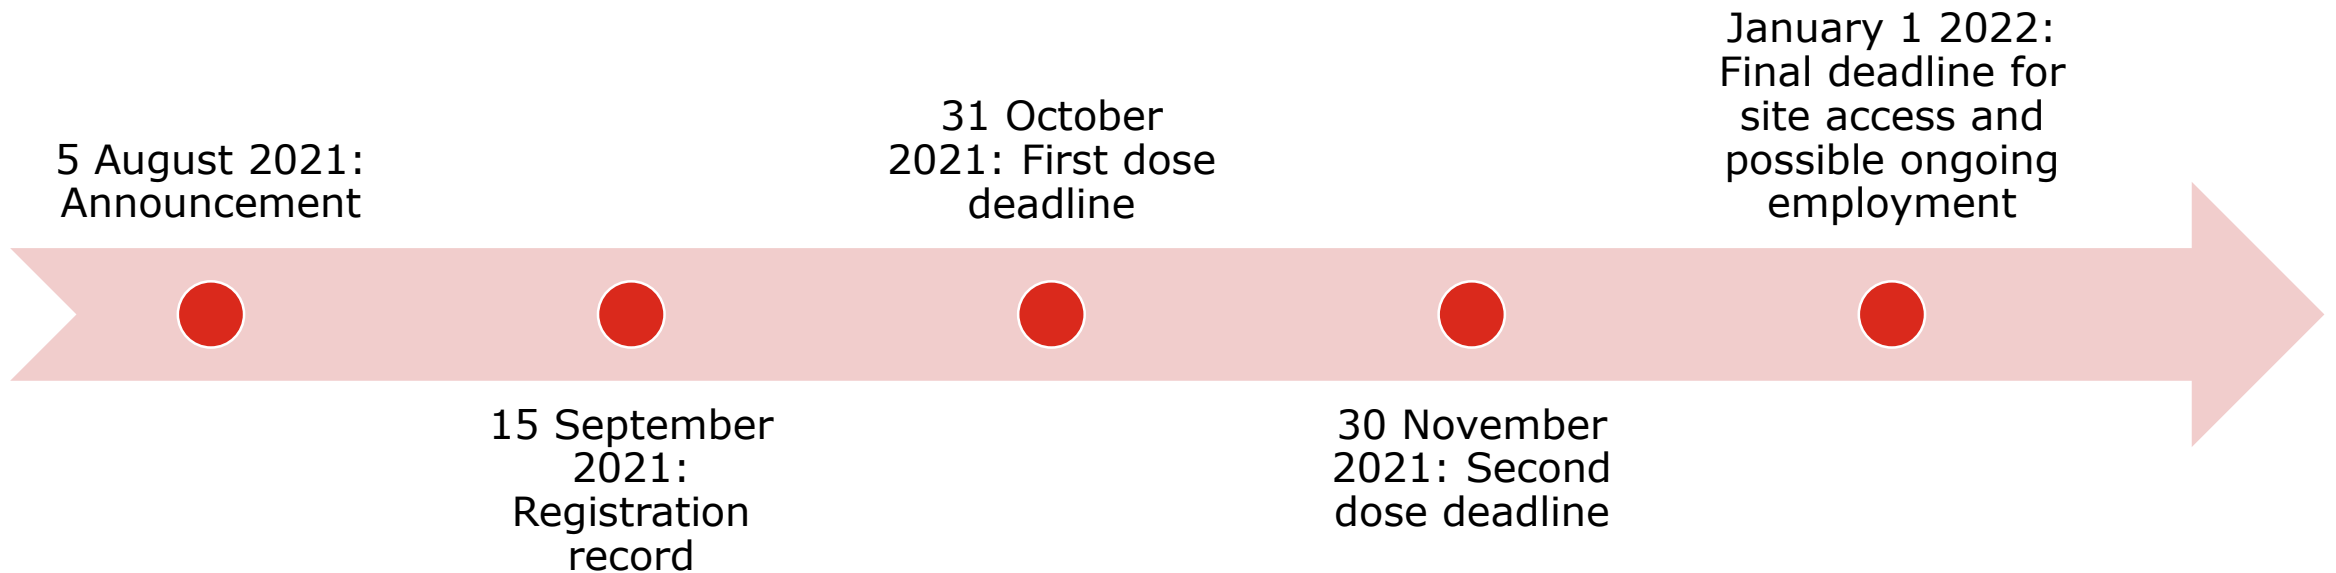 5 August 2021:
Announcement
15 September
2021:
Registration
record
31 October
2021: First dose
deadline
30 November
2021: Second
dose deadline
January 1 2022:
Final deadline for
site access and
possible ongoing
employment